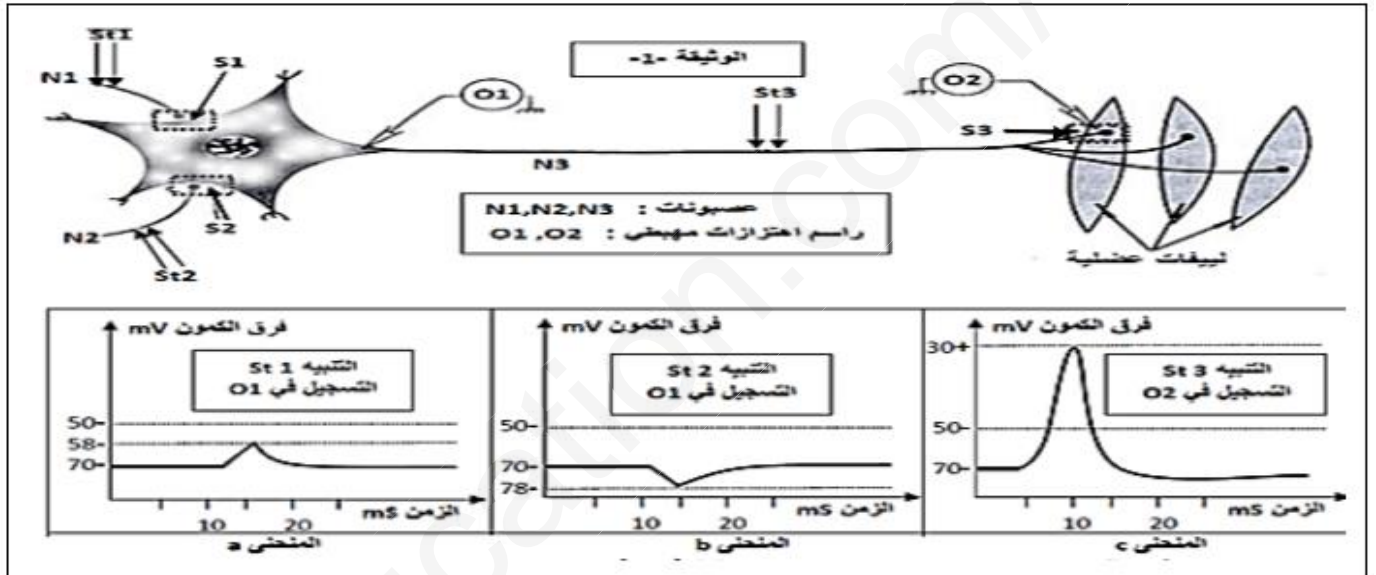 St1
N1
S1
O1
الوثيقة -1-
St3
O2
S3
N3
N2
S2
St2
N1,N2,N3 : عصبونات
O1 ,O2 : راسم اهتزازات مهبطي
لييفات عضلية
فرق الكمون mV
التنبيه St 1
التسجيل في O1
50-
58-
70-
10 20
الزمن mS
المنحنى a
فرق الكمون mV
التنبيه St 2
التسجيل في O1
50-
70-
78-
10 20
الزمن mS
المنحنى b
فرق الكمون mV
30+
التنبيه St 3
التسجيل في O2
50-
70-
10 20
الزمن mS
المنحنى c